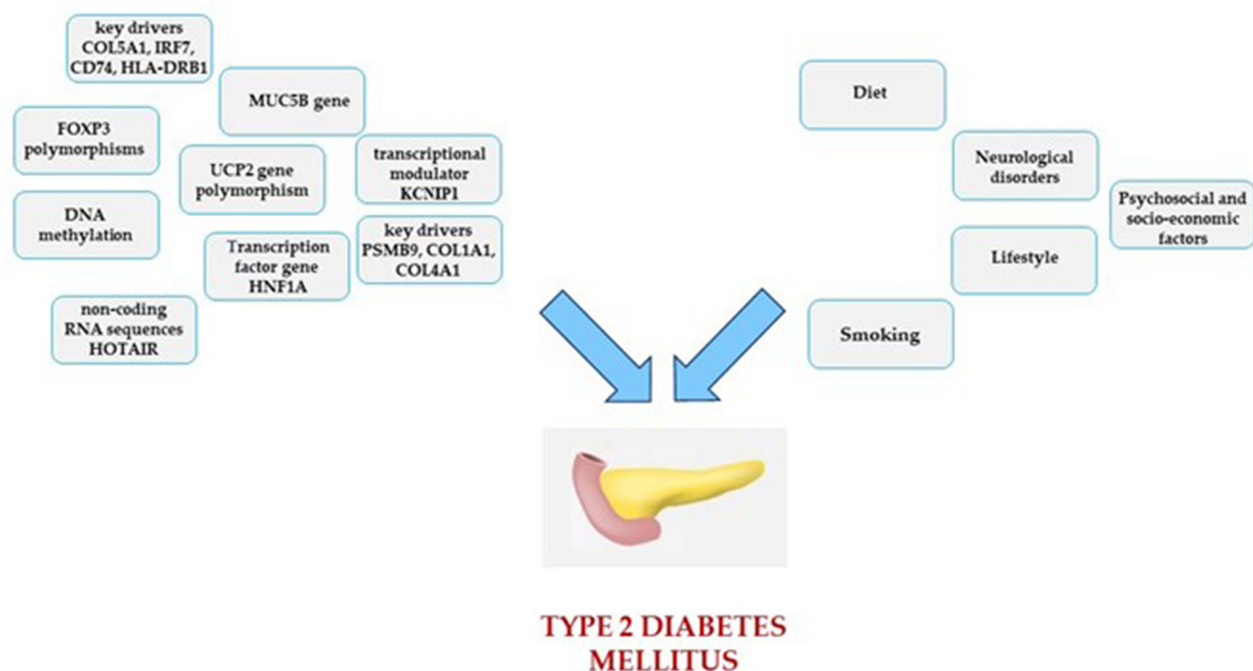 key drivers
COL5A1, IRF7,
CD74, HLA-DRB1
MUC5B gene
FOXP3
polymorphisms
UCP2 gene
polymorphism
transcriptional
modulator
KCNIP1
DNA
methylation
Transcription
factor gene
HNF1A
key drivers
PSMB9, COL1A1,
COL4A1
non-coding
RNA sequences
HOTAIR
Diet
Neurological
disorders
Psychosocial and
socio-economic
factors
Lifestyle
Smoking
TYPE 2 DIABETES
MELLITUS